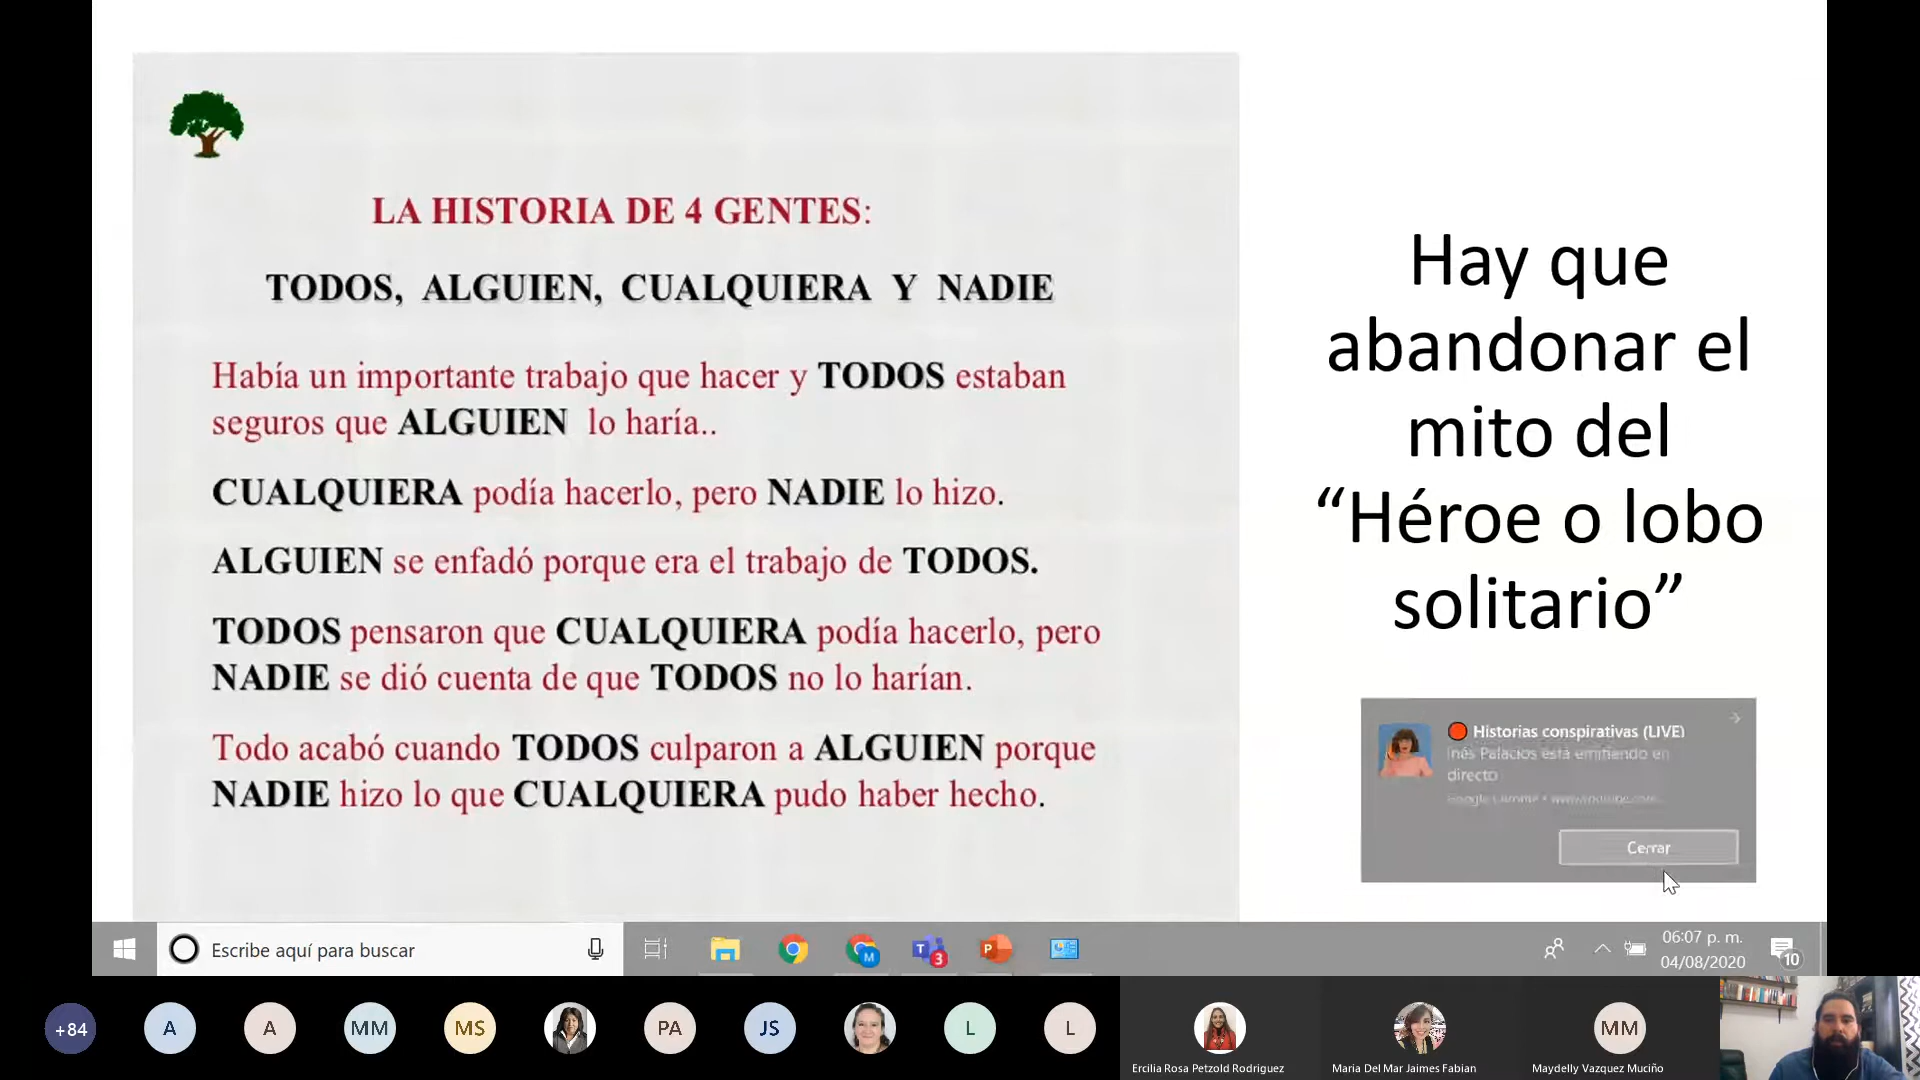 LA HISTORIA DE 4 GENTES:
TODOS, ALGUIEN, CUALQUIERA Y NADIE
Había un importante trabajo que hacer y TODOS estaban
seguros que ALGUIEN lo haría..
CUALQUIERA podía hacerlo, pero NADIE lo hizo.
ALGUIEN se enfadó porque era el trabajo de TODOS.
TODOS pensaron que CUALQUIERA podía hacerlo, pero
NADIE se dió cuenta de que TODOS no lo harían.
Todo acabó cuando TODOS culparon a ALGUIEN porque
NADIE hizo lo que CUALQUIERA pudo haber hecho.
Hay que
abandonar el
mito del
“Héroe o lobo
solitario”
Historias conspirativas (LIVE)
Inés Palacios está emitiendo en
directo
Cerrar
Escribe aquí para buscar
T
3
M
P
06:07 p. m.
04/08/2020
10
+84
A
A
MM
MS
PA
JS
L
L
MM
Ercilia Rosa Petzold Rodriguez
Maria Del Mar Jaimes Fabian
Maydelly Vazquez Muciño